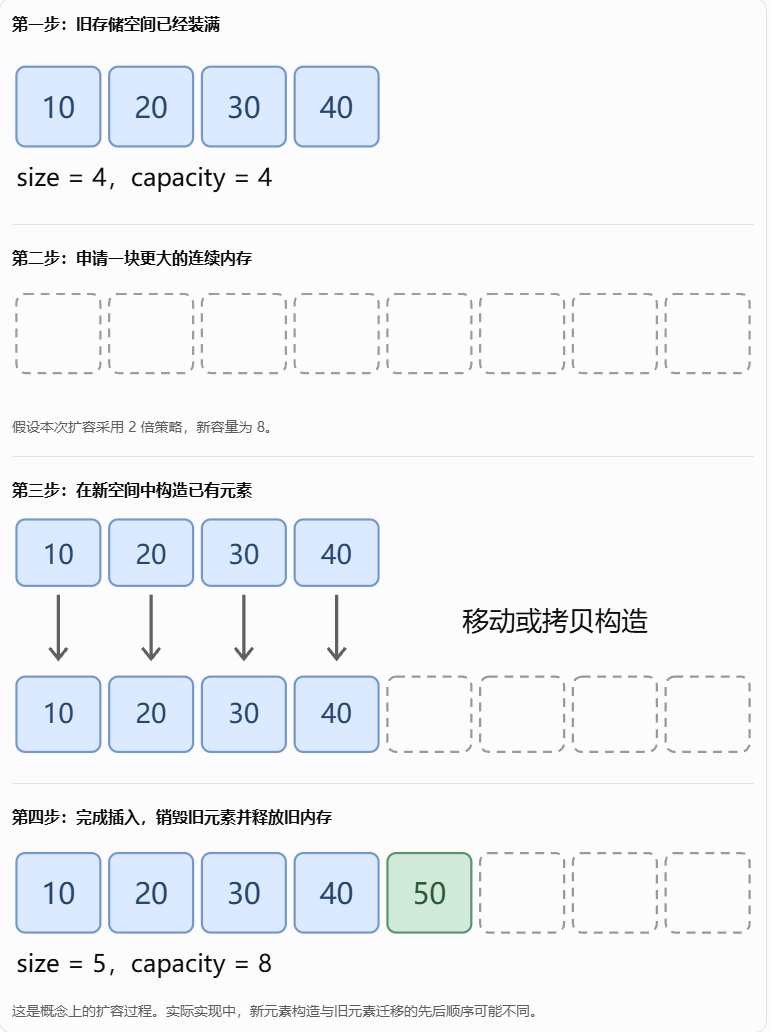 第一步：旧存储空间已经装满
10 20 30 40
size = 4，capacity = 4
第二步：申请一块更大的连续内存
假设本次扩容采用 2 倍策略，新容量为 8。
第三步：在新空间中构造已有元素
10 20 30 40
移动或拷贝构造
10 20 30 40
第四步：完成插入，销毁旧元素并释放旧内存
10 20 30 40 50
size = 5，capacity = 8
这是概念上的扩容过程。实际实现中，新元素构造与旧元素迁移的先后顺序可能不同。